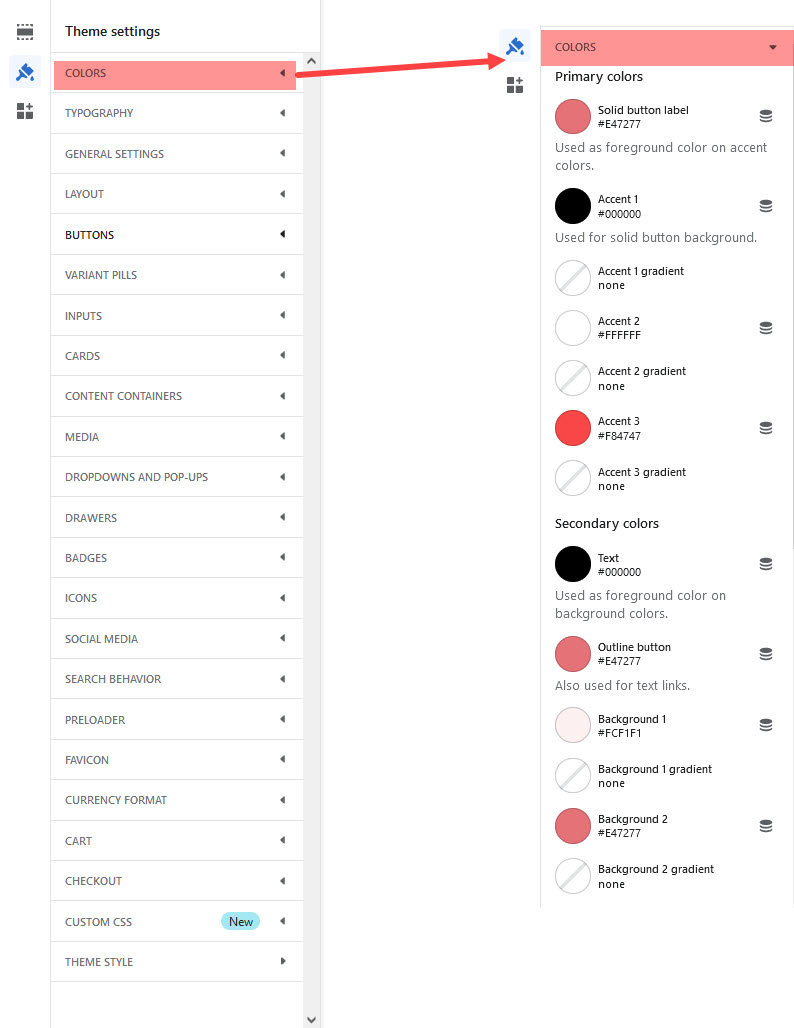 Theme settings
COLORS
TYPOGRAPHY
GENERAL SETTINGS
LAYOUT
BUTTONS
VARIANT PILLS
INPUTS
CARDS
CONTENT CONTAINERS
MEDIA
DROPDOWNS AND POP-UPS
DRAWERS
BADGES
ICONS
SOCIAL MEDIA
SEARCH BEHAVIOR
PRELOADER
FAVICON
CURRENCY FORMAT
CART
CHECKOUT
CUSTOM CSS New
THEME STYLE
COLORS
Primary colors
Solid button label
#E47277
Used as foreground color on accent
colors.
Accent 1
#000000
Used for solid button background.
Accent 1 gradient
none
Accent 2
#FFFFFF
Accent 2 gradient
none
Accent 3
#F84747
Accent 3 gradient
none
Secondary colors
Text
#000000
Used as foreground color on
background colors.
Outline button
#E47277
Also used for text links.
Background 1
#FCF1F1
Background 1 gradient
none
Background 2
#E47277
Background 2 gradient
none